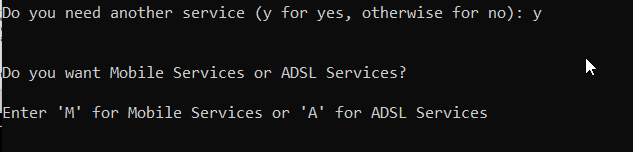 Do you need another service (y for yes, otherwise for no): y
Do you want Mobile Services or ADSL Services?
Enter 'M' for Mobile Services or 'A' for ADSL Services